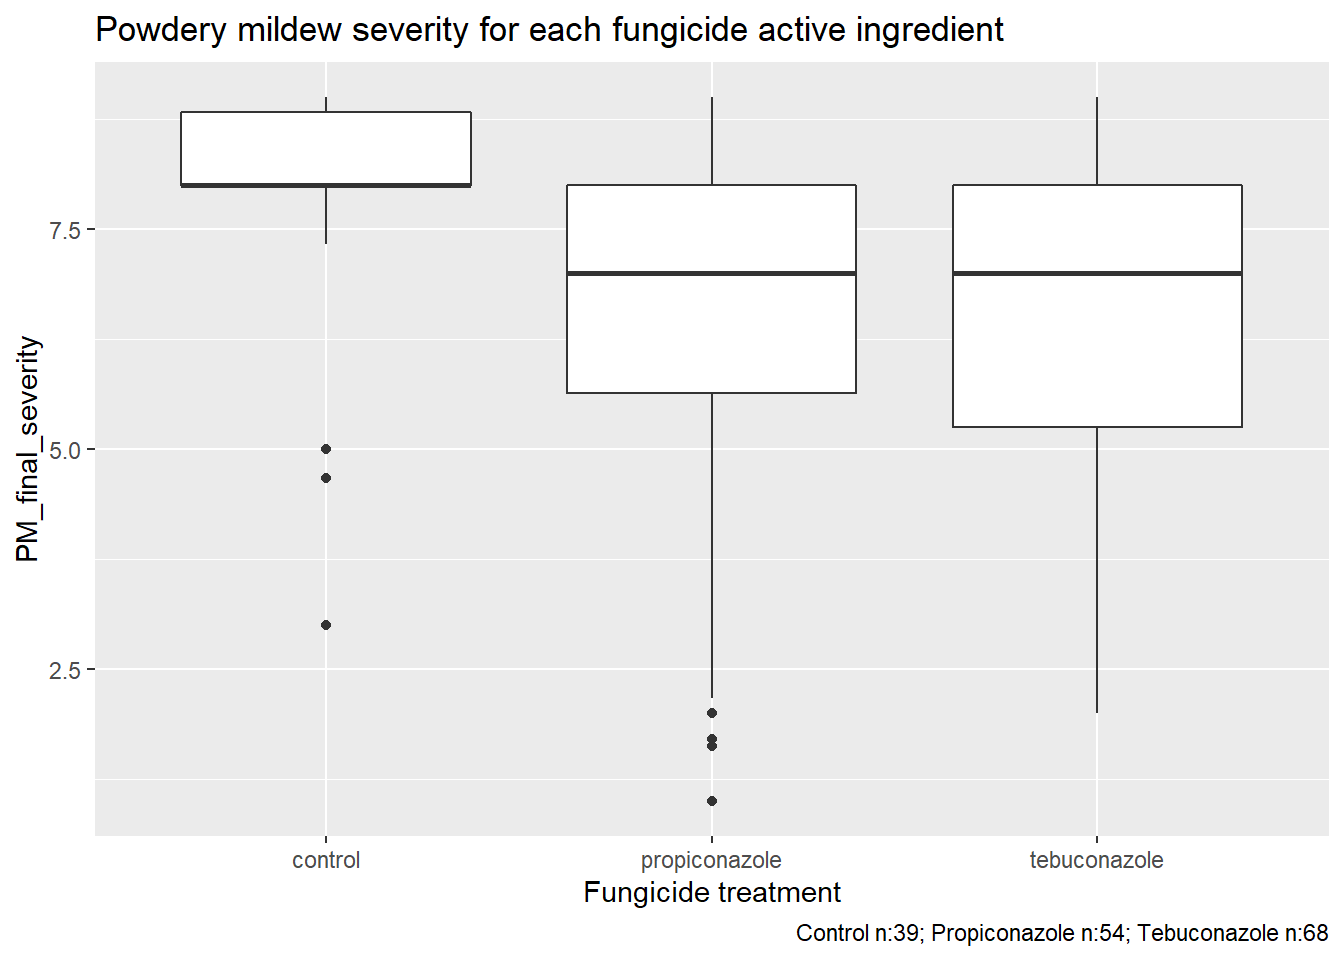 Powdery mildew severity for each fungicide active ingredient
PM_final_severity
7.5
5.0
2.5
control propiconazole tebuconazole
Fungicide treatment
Control n:39; Propiconazole n:54; Tebuconazole n:68